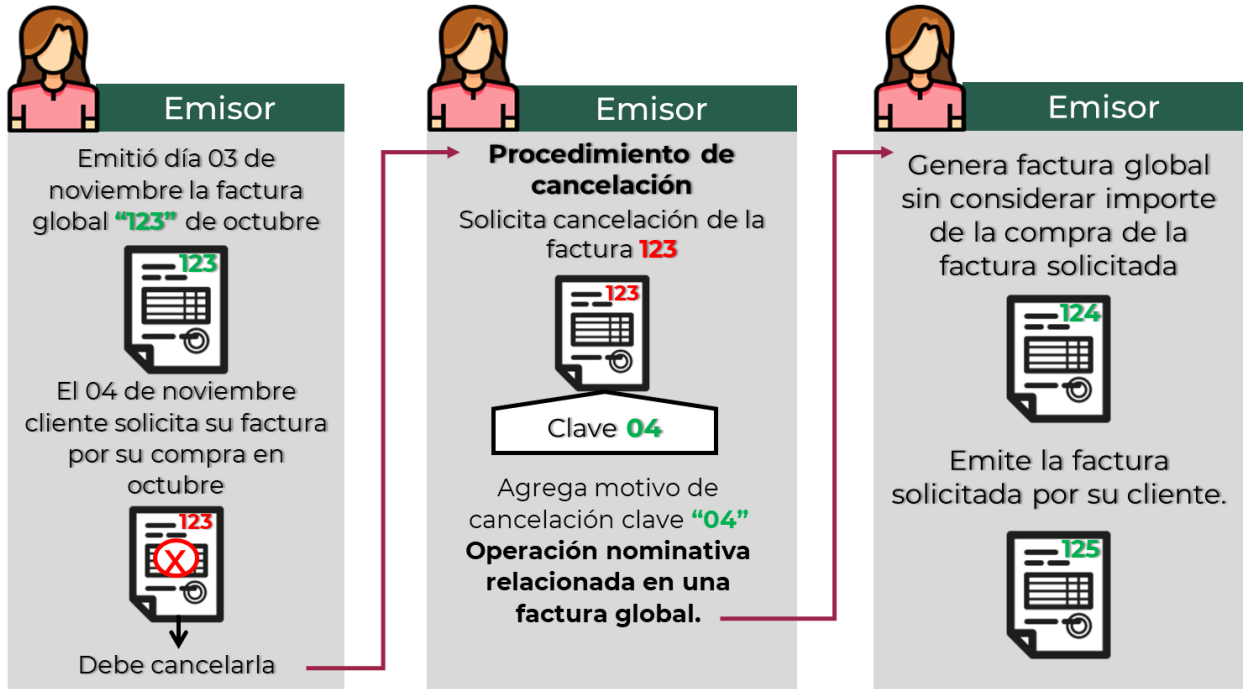 Emisor
Emitió día 03 de
noviembre la factura
global “123” de octubre
123
El 04 de noviembre
cliente solicita su factura
por su compra en
octubre
123
X
Debe cancelarla
Emisor
Procedimiento de
cancelación
Solicita cancelación de la
factura 123
123
Clave 04
Agrega motivo de
cancelación clave “04”
Operación nominativa
relacionada en una
factura global.
Emisor
Genera factura global
sin considerar importe
de la compra de la
factura solicitada
124
Emite la factura
solicitada por su cliente.
125